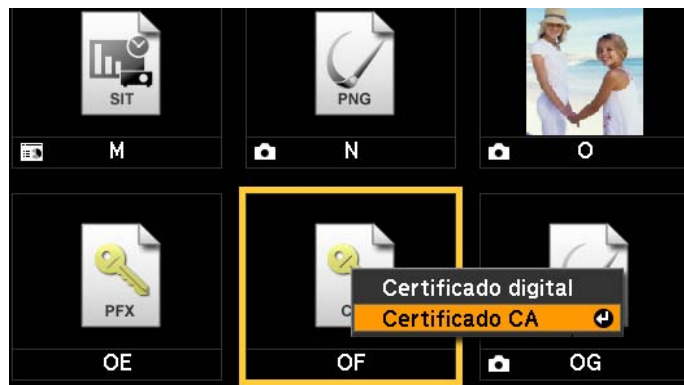 SIT
PNG
M
N
O
PFX
C
Certificado digital
Certificado CA
OE
OF
OG